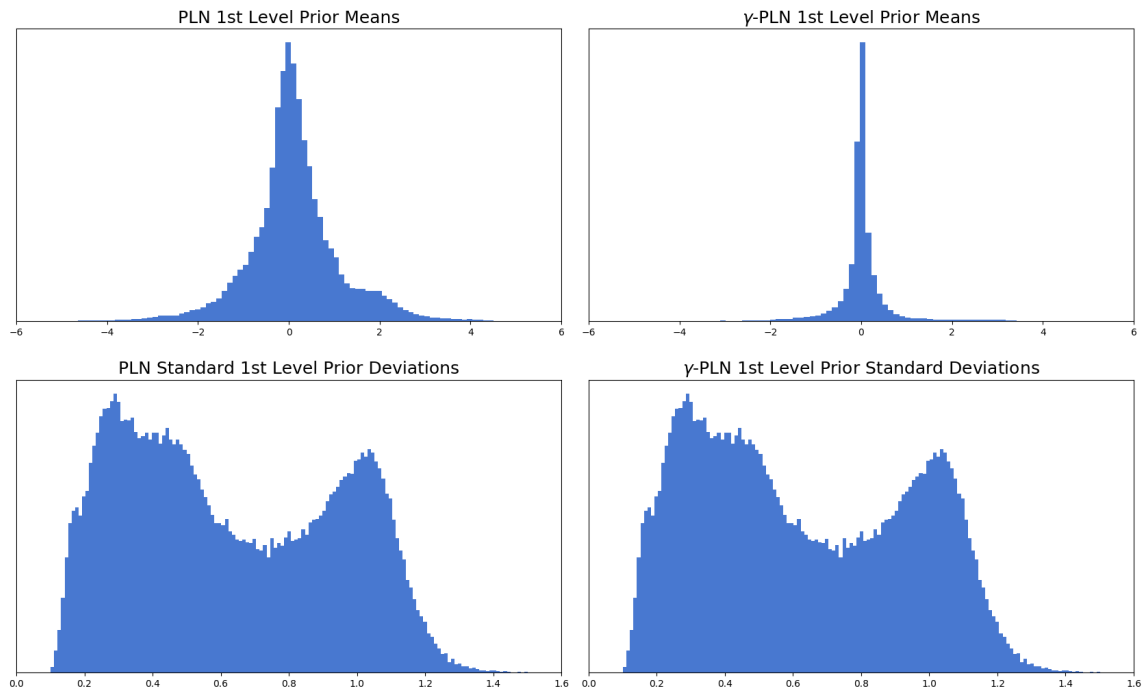 PLN 1st Level Prior Means
−6 −4 −2 0 2 4 6
γ-PLN 1st Level Prior Means
−6 −4 −2 0 2 4 6
PLN Standard 1st Level Prior Deviations
0.0 0.2 0.4 0.6 0.8 1.0 1.2 1.4 1.6
γ-PLN 1st Level Prior Standard Deviations
0.0 0.2 0.4 0.6 0.8 1.0 1.2 1.4 1.6